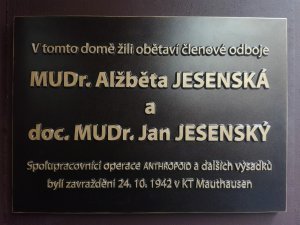 V tomto domě žili obětaví členové odboje
MUDr. Alžběta JESENSKÁ
a
doc. MUDr. Jan JESENSKÝ
Spolupracovníci operace ANTHROPOID a dalších výsadků
byli zavražděni 24. 10. 1942 v KT Mauthausen